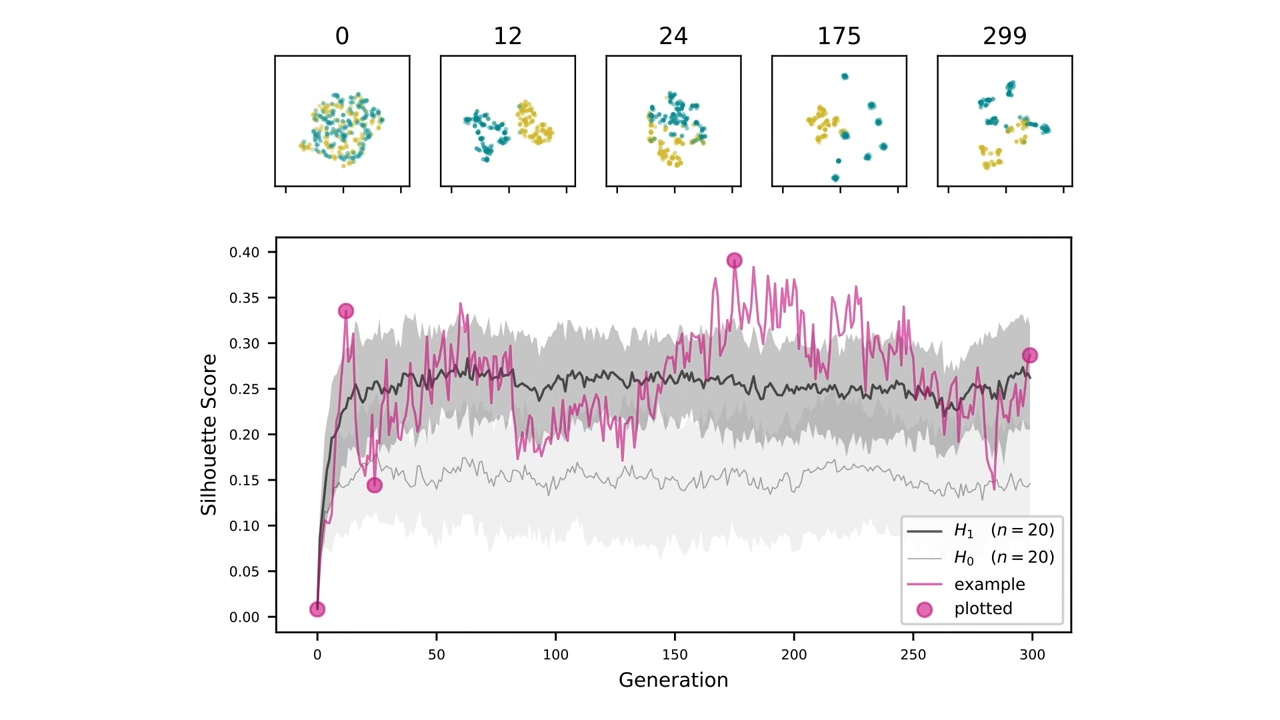 0 12 24 175 299
0.40
0.35
0.30
0.25
0.20
0.15
0.10
0.05
0.00
Silhouette Score
H₁ (n = 20)
H₀ (n = 20)
example
plotted
0 50 100 150 200 250 300
Generation